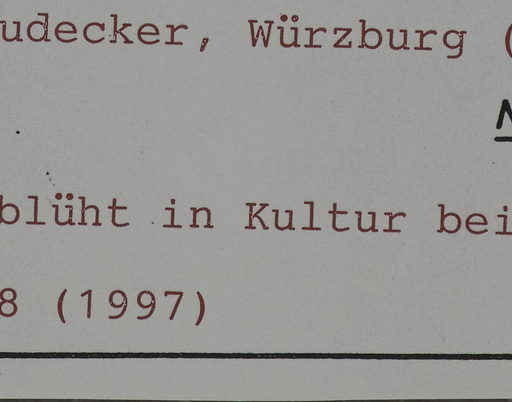 udecker, Würzburg (
blüht in Kultur bei
8 (1997)